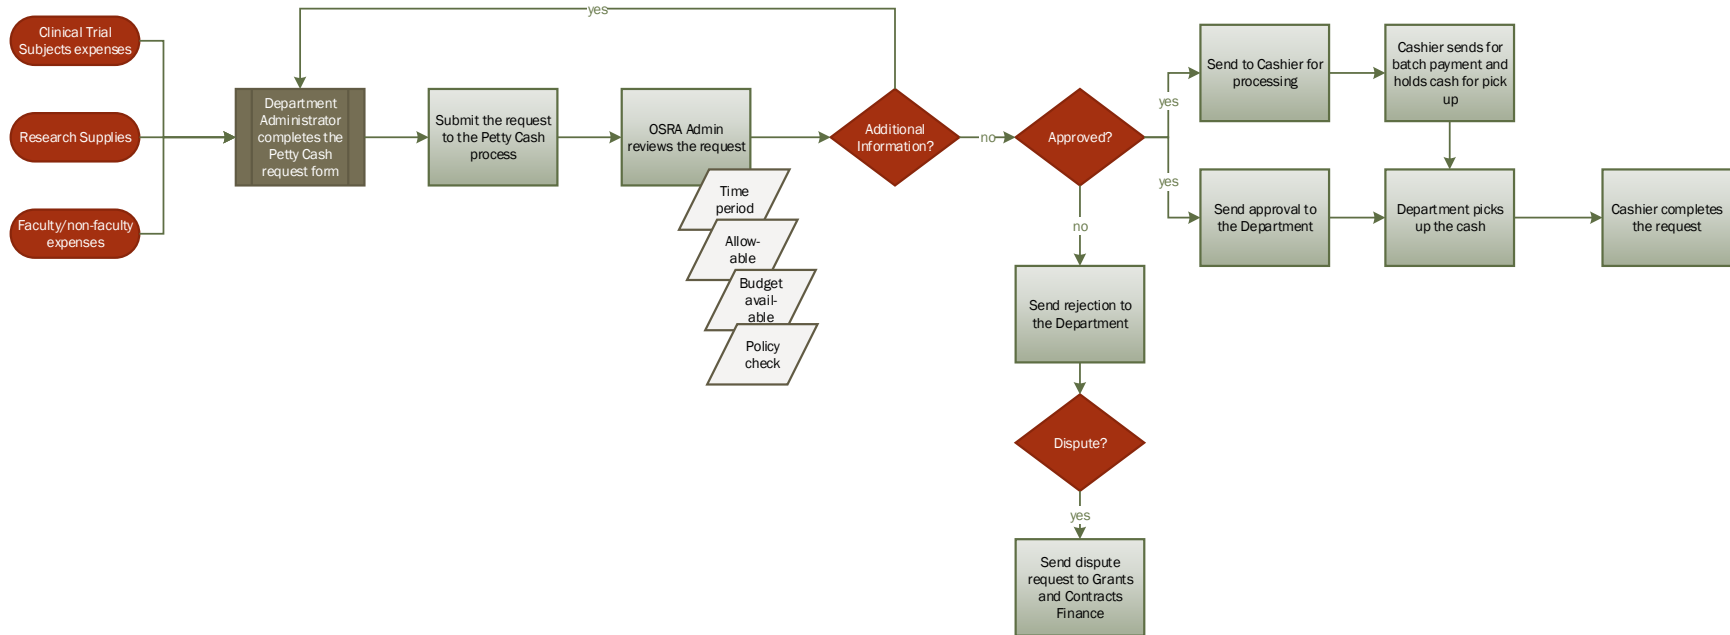 yes
Clinical Trial
Subjects expenses
Research Supplies
Faculty/non-faculty
expenses
Department
Administrator
completes the
Petty Cash
request form
Submit the request
to the Petty Cash
process
OSRA Admin
reviews the request
Time
period
Allow-
able
Budget
avail-
able
Policy
check
Additional
Information?
no
Approved?
yes
yes
no
Send to Cashier for
processing
Cashier sends for
batch payment and
holds cash for pick
up
Send approval to
the Department
Department picks
up the cash
Cashier completes
the request
Send rejection to
the Department
Dispute?
yes
Send dispute
request to Grants
and Contracts
Finance